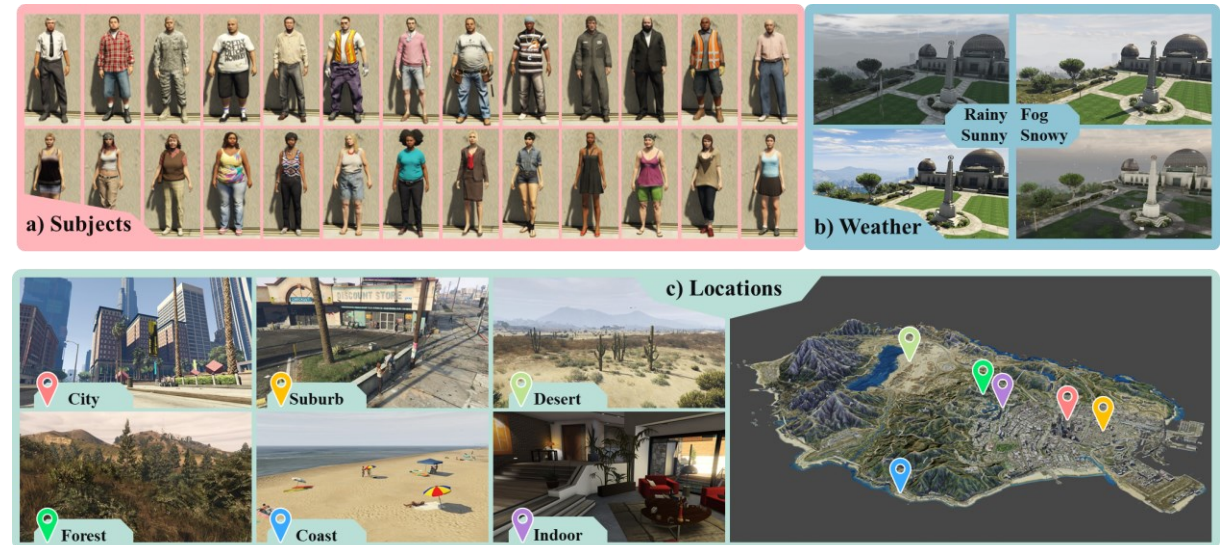 a) Subjects
Rainy Fog
Sunny Snowy
b) Weather
DISCOUNT STORE
c) Locations
City
Suburb
Desert
Forest
Coast
Indoor